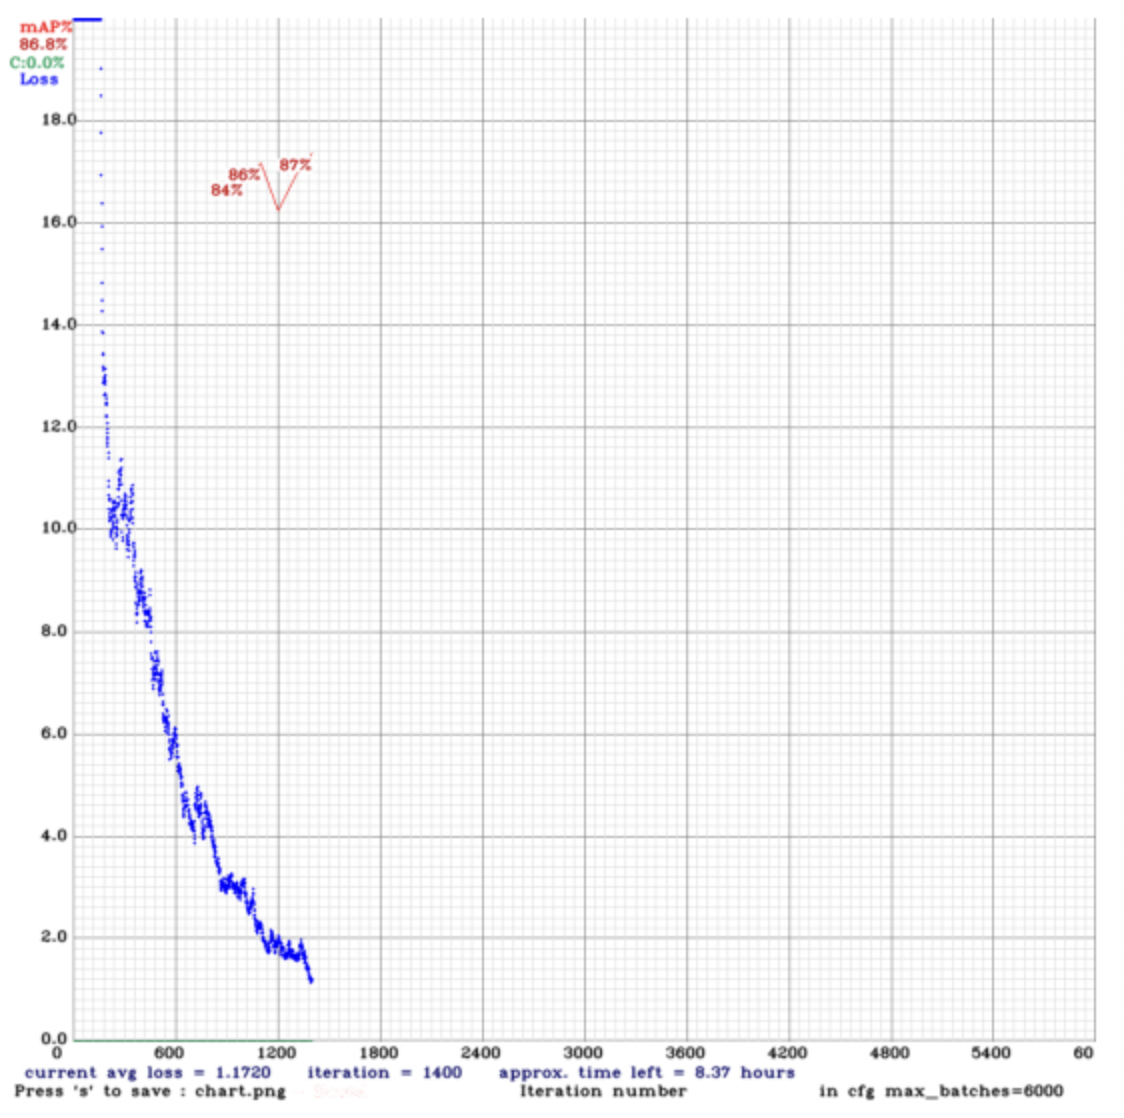 mAP%
86.8%
C:0.0%
Loss
18.0
87%
86%
84%
16.0
14.0
12.0
10.0
8.0
6.0
4.0
2.0
0.0
0 600 1200 1800 2400 3000 3600 4200 4800 5400 60
current avg loss = 1.1720 iteration = 1400 approx. time left = 8.37 hours
Press 's' to save : chart.png Iteration number in cfg max_batches=6000